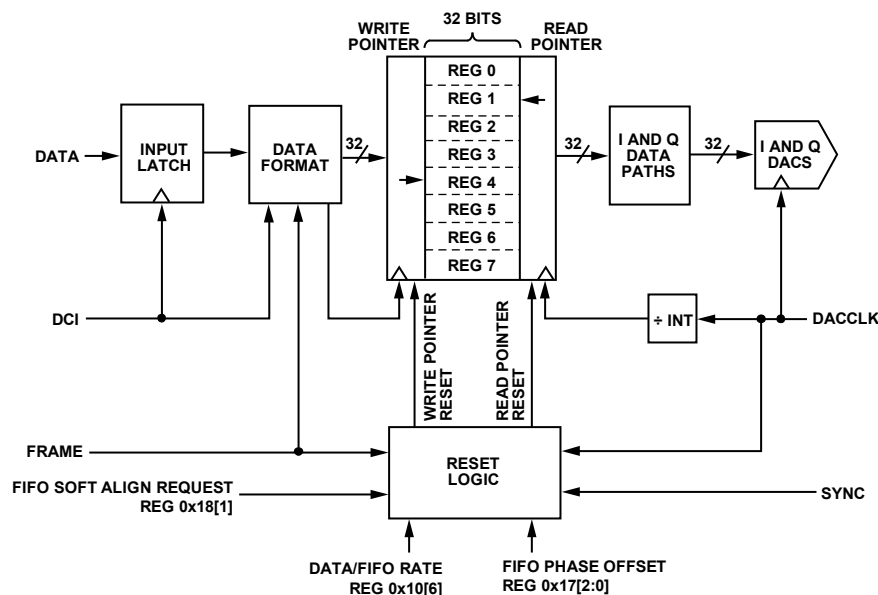 32 BITS
WRITE
POINTER
READ
POINTER
REG 0
REG 1
REG 2
REG 3
REG 4
REG 5
REG 6
REG 7
DATA
INPUT
LATCH
DATA
FORMAT
32
32
I AND Q
DATA
PATHS
32
I AND Q
DACS
DCI
÷ INT
DACCLK
WRITE POINTER
RESET
READ POINTER
RESET
FRAME
RESET
LOGIC
FIFO SOFT ALIGN REQUEST
REG 0x18[1]
SYNC
DATA/FIFO RATE
REG 0x10[6]
FIFO PHASE OFFSET
REG 0x17[2:0]